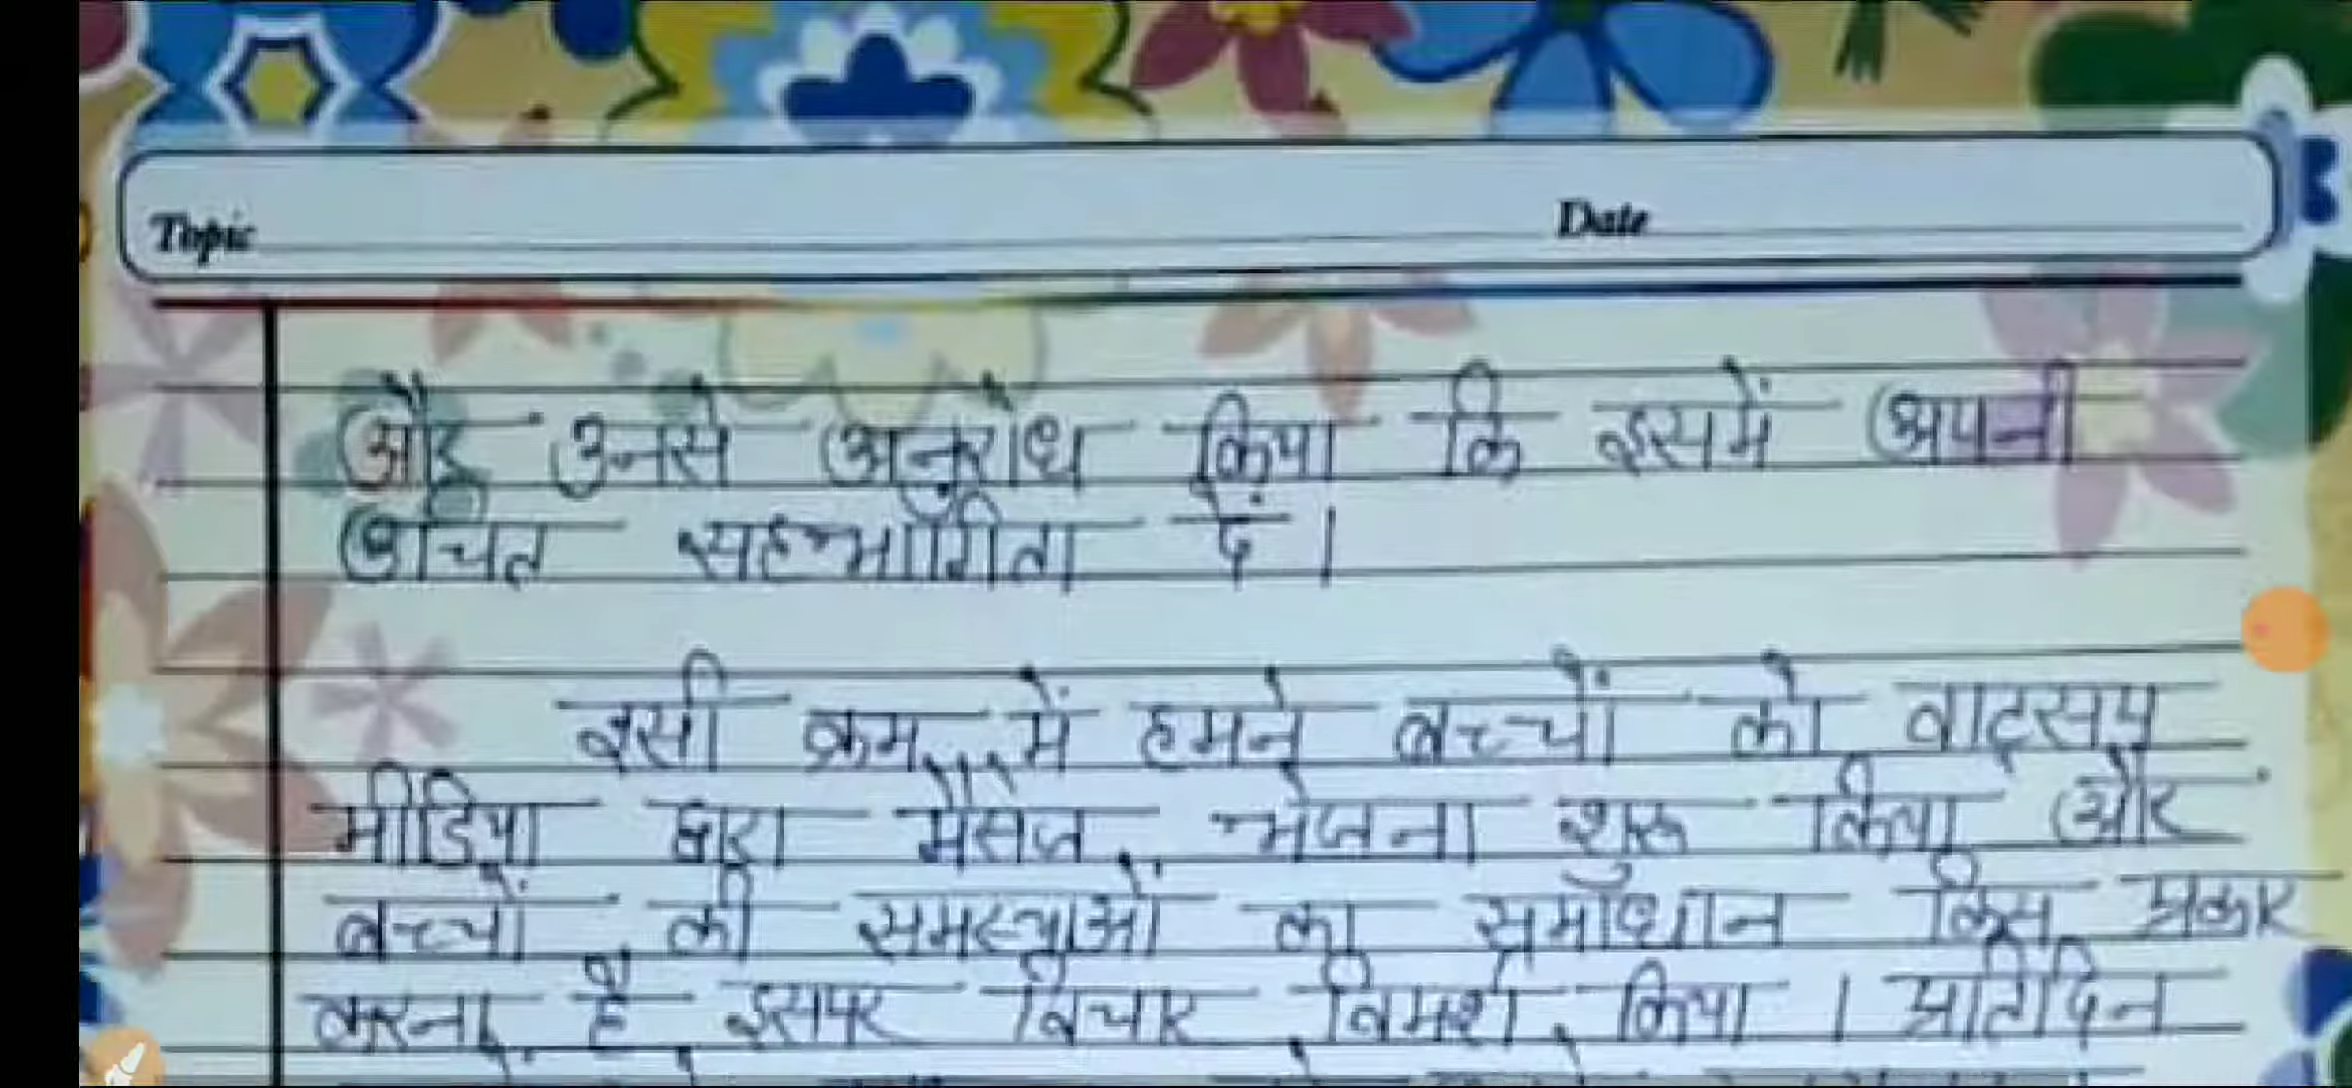 Topic Date
और उनसे अनुरोध किया कि इसमें अपनी
उचित सहभागिता दें।
इसी क्रम में हमने बच्चों को वाट्सप
मीडिया द्वारा मैसेज भेजना शुरू किया और
बच्चों की समस्याओं का समाधान किस प्रकार
करना है इसपर विचार विमर्श किया । प्रतिदिन